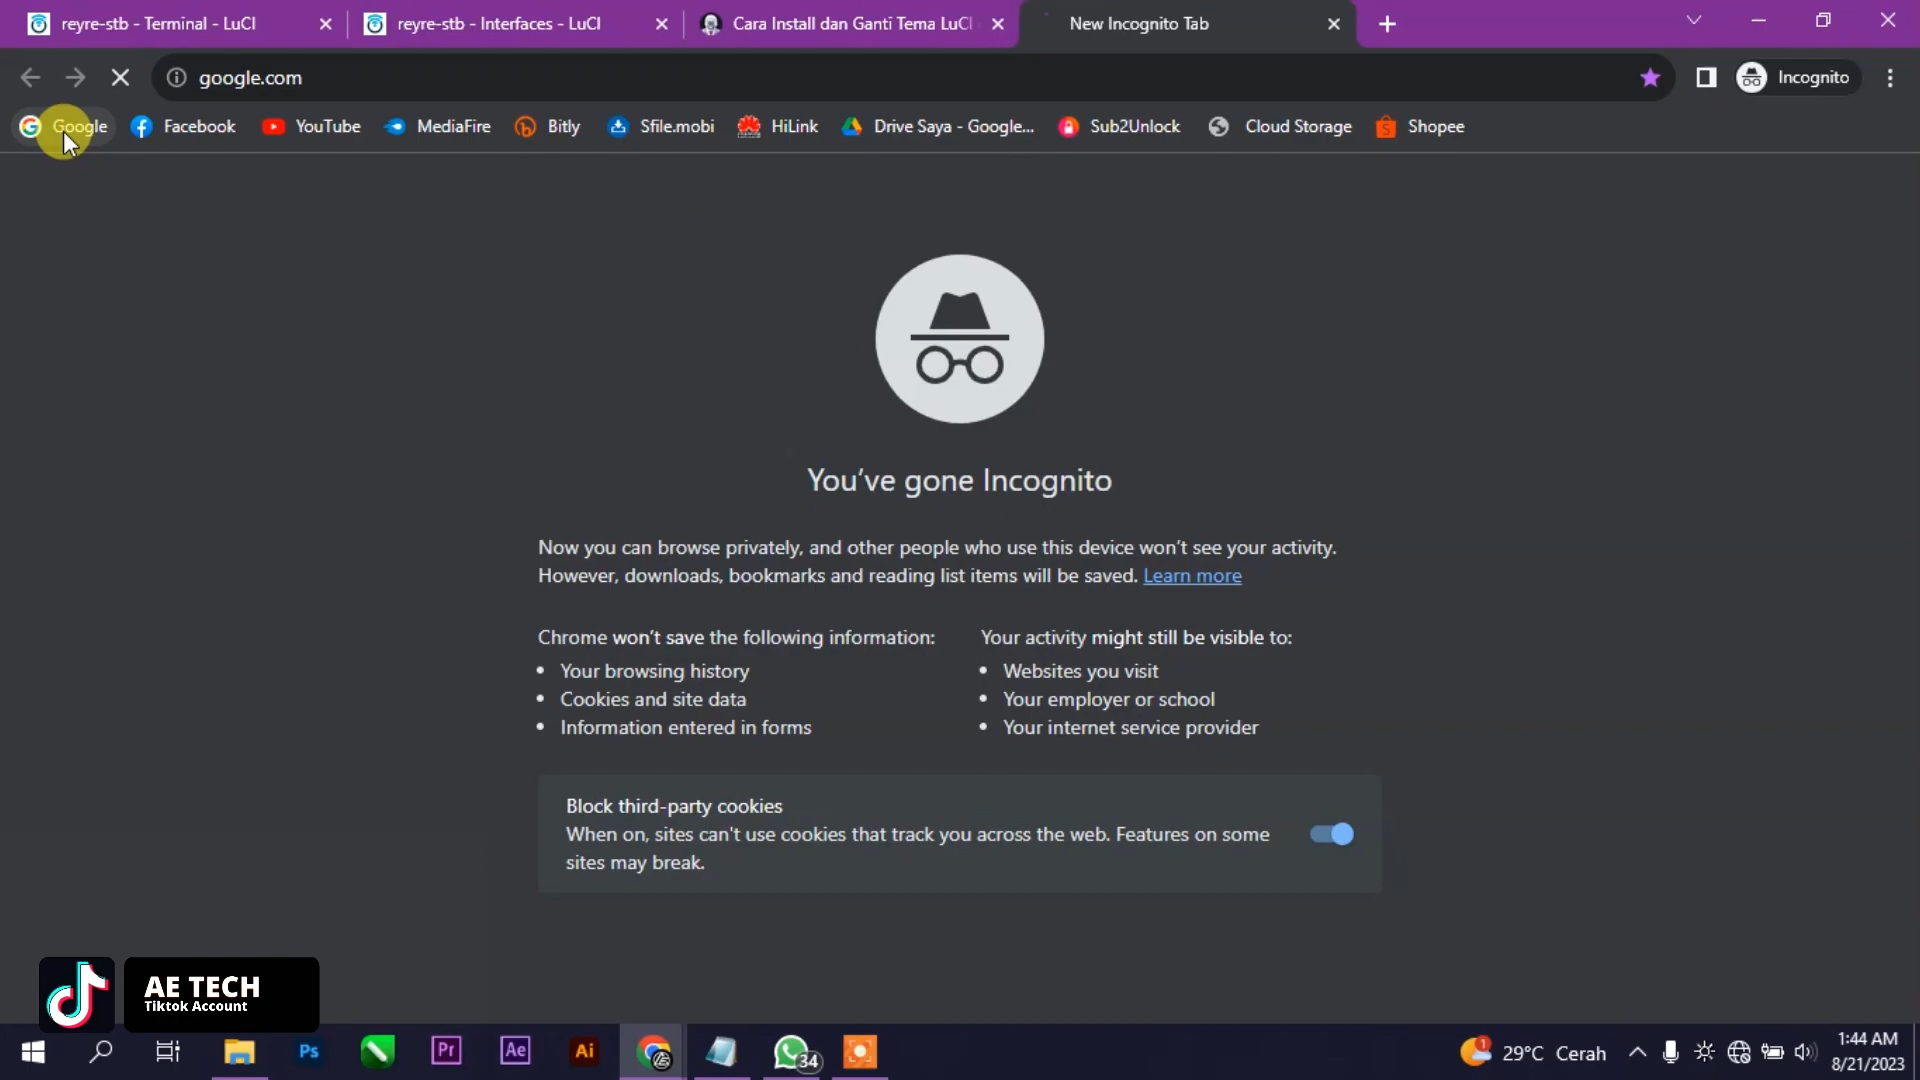 reyre-stb - Terminal - LuCI
reyre-stb - Interfaces - LuCI
Cara Install dan Ganti Tema LuCI
New Incognito Tab
google.com
Incognito
Google
Facebook
YouTube
MediaFire
Bitly
Sfile.mobi
HiLink
Drive Saya - Google...
Sub2Unlock
Cloud Storage
Shopee
You've gone Incognito
Now you can browse privately, and other people who use this device won't see your activity.
However, downloads, bookmarks and reading list items will be saved. Learn more
Chrome won't save the following information:
Your browsing history
Cookies and site data
Information entered in forms
Your activity might still be visible to:
Websites you visit
Your employer or school
Your internet service provider
Block third-party cookies
When on, sites can't use cookies that track you across the web. Features on some
sites may break.
AE TECH
Tiktok Account
Ps
Pr
Ae
Ai
34
1
29°C Cerah
1:44 AM
8/21/2023